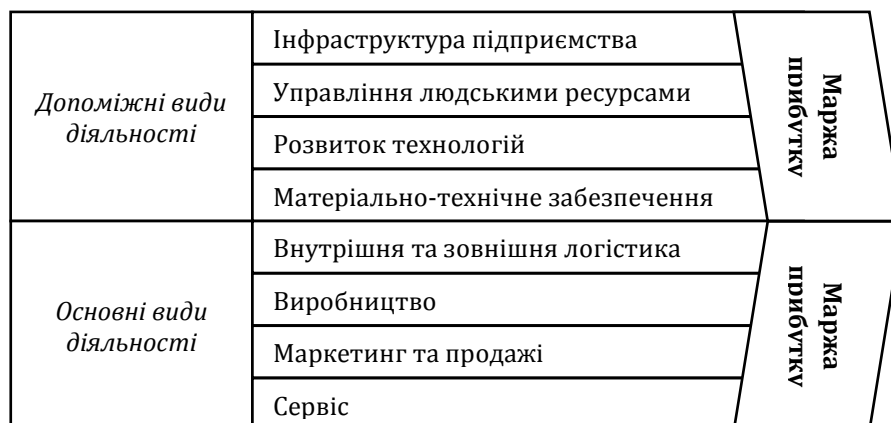 Допоміжні види
діяльності
Інфраструктура підприємства
Управління людськими ресурсами
Розвиток технологій
Матеріально-технічне забезпечення
Маржа
прибутку
Основні види
діяльності
Внутрішня та зовнішня логістика
Виробництво
Маркетинг та продажі
Сервіс
Маржа
прибутку